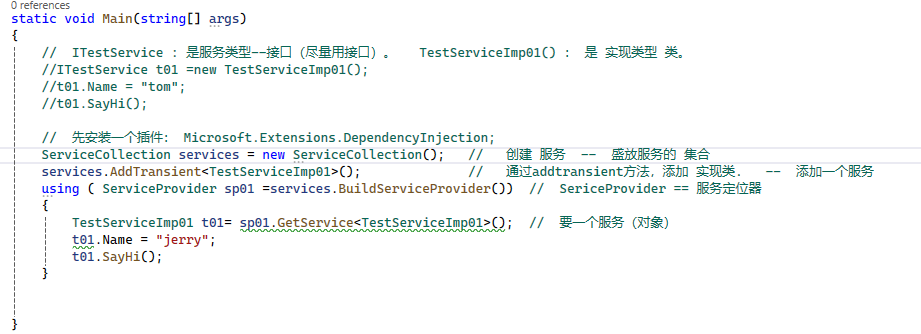 0 references
static void Main(string[] args)
{
// ITestService : 是服务类型--接口（尽量用接口）。 TestServiceImp01() : 是 实现类型 类。
//ITestService t01 =new TestServiceImp01();
//t01.Name = "tom";
//t01.SayHi();
// 先安装一个插件: Microsoft.Extensions.DependencyInjection;
ServiceCollection services = new ServiceCollection(); // 创建 服务 -- 盛放服务的 集合
services.AddTransient<TestServiceImp01>(); // 通过addtransient方法, 添加 实现类. -- 添加一个服务
using ( ServiceProvider sp01 =services.BuildServiceProvider()) // SericeProvider == 服务定位器
{
TestServiceImp01 t01= sp01.GetService<TestServiceImp01>(); // 要一个服务（对象）
t01.Name = "jerry";
t01.SayHi();
}
}